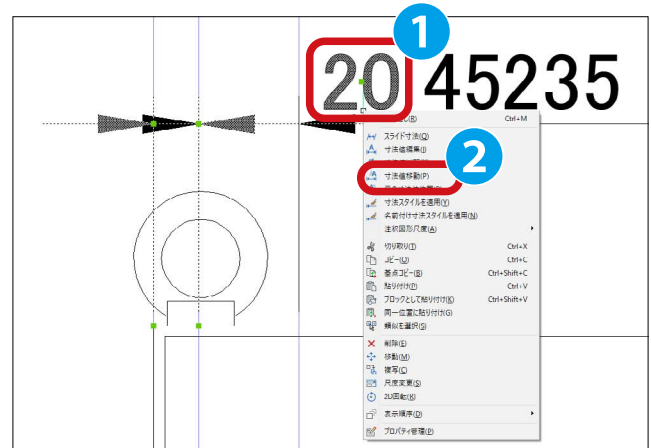 1
20 45235
(R) Ctrl+M
スライド寸法(Q)
寸法値編集(I)
2
寸法値移動(P)
寸法スタイルを適用(Y)
名前付け寸法スタイルを適用(N)
注釈図形尺度(A)
切り取り(T) Ctrl+X
コピー(U) Ctrl+C
基点コピー(B) Ctrl+Shift+C
貼り付け(P) Ctrl+V
ブロックとして貼り付け(K) Ctrl+Shift+V
同一位置に貼り付け(G)
類似を選択(S)
削除(E)
移動(M)
複写(C)
尺度変更(S)
2D回転(R)
表示順序(D)
プロパティ管理(P)